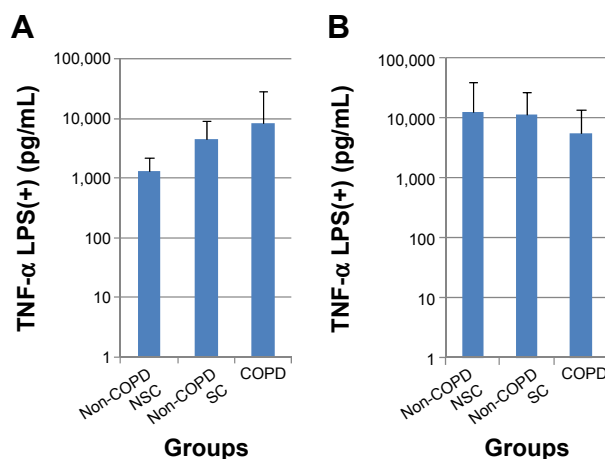 A
TNF-α LPS(+) (pg/mL)
100,000
10,000
1,000
100
10
1
Non-COPD
NSC
Non-COPD
SC
COPD
Groups
B
TNF-α LPS(+) (pg/mL)
100,000
10,000
1,000
100
10
1
Non-COPD
NSC
Non-COPD
SC
COPD
Groups